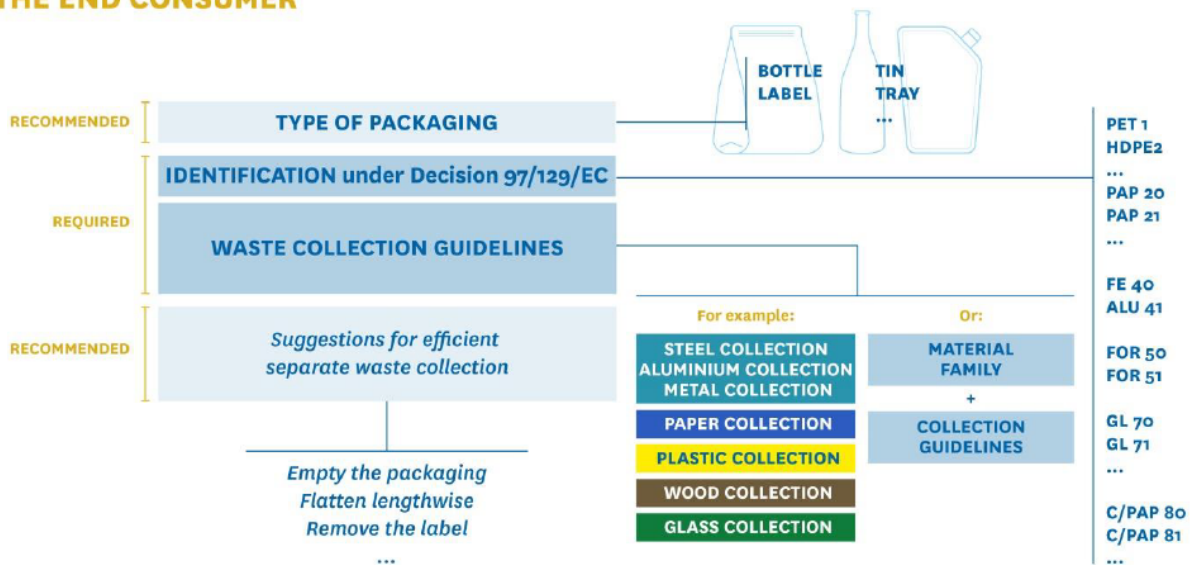 THE END CONSUMER
BOTTLE
LABEL
TIN
TRAY
...
RECOMMENDED
TYPE OF PACKAGING
REQUIRED
IDENTIFICATION under Decision 97/129/EC
WASTE COLLECTION GUIDELINES
RECOMMENDED
Suggestions for efficient
separate waste collection
Empty the packaging
Flatten lengthwise
Remove the label
...
For example:
STEEL COLLECTION
ALUMINIUM COLLECTION
METAL COLLECTION
PAPER COLLECTION
PLASTIC COLLECTION
WOOD COLLECTION
GLASS COLLECTION
Or:
MATERIAL
FAMILY
+
COLLECTION
GUIDELINES
PET 1
HDPE2
...
PAP 20
PAP 21
...
FE 40
ALU 41
FOR 50
FOR 51
GL 70
GL 71
...
C/PAP 80
C/PAP 81
...